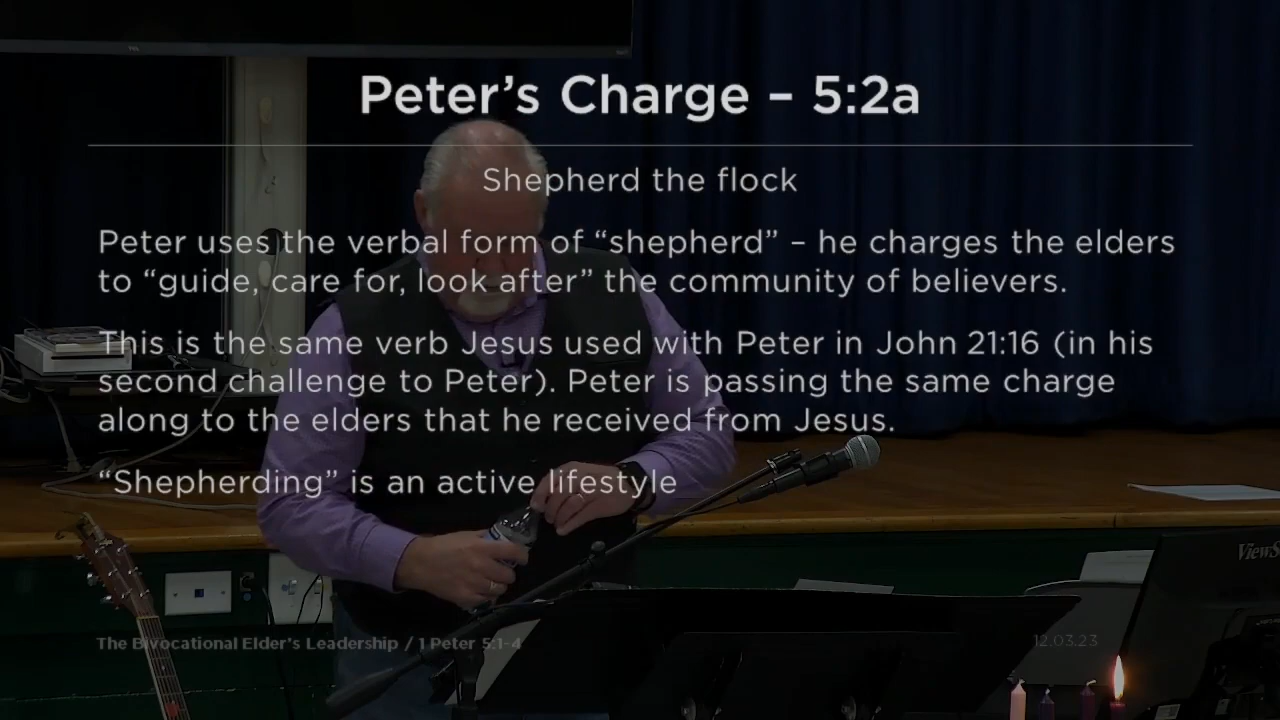 TCL
Peter’s Charge – 5:2a
Shepherd the flock
Peter uses the verbal form of “shepherd” – he charges the elders
to “guide, care for, look after” the community of believers.
This is the same verb Jesus used with Peter in John 21:16 (in his
second challenge to Peter). Peter is passing the same charge
along to the elders that he received from Jesus.
“Shepherding” is an active lifestyle
ViewS
The Bivocational Elder’s Leadership / 1 Peter 5:1-4
12.03.23